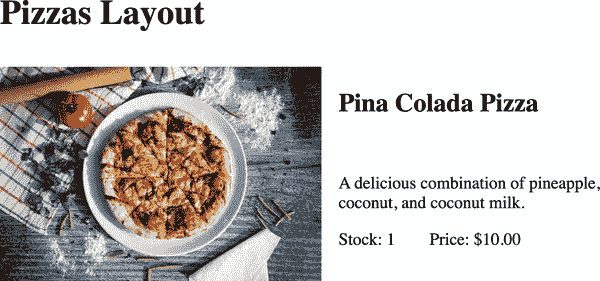 Pizzas Layout
Pina Colada Pizza
A delicious combination of pineapple,
coconut, and coconut milk.
Stock: 1 Price: $10.00